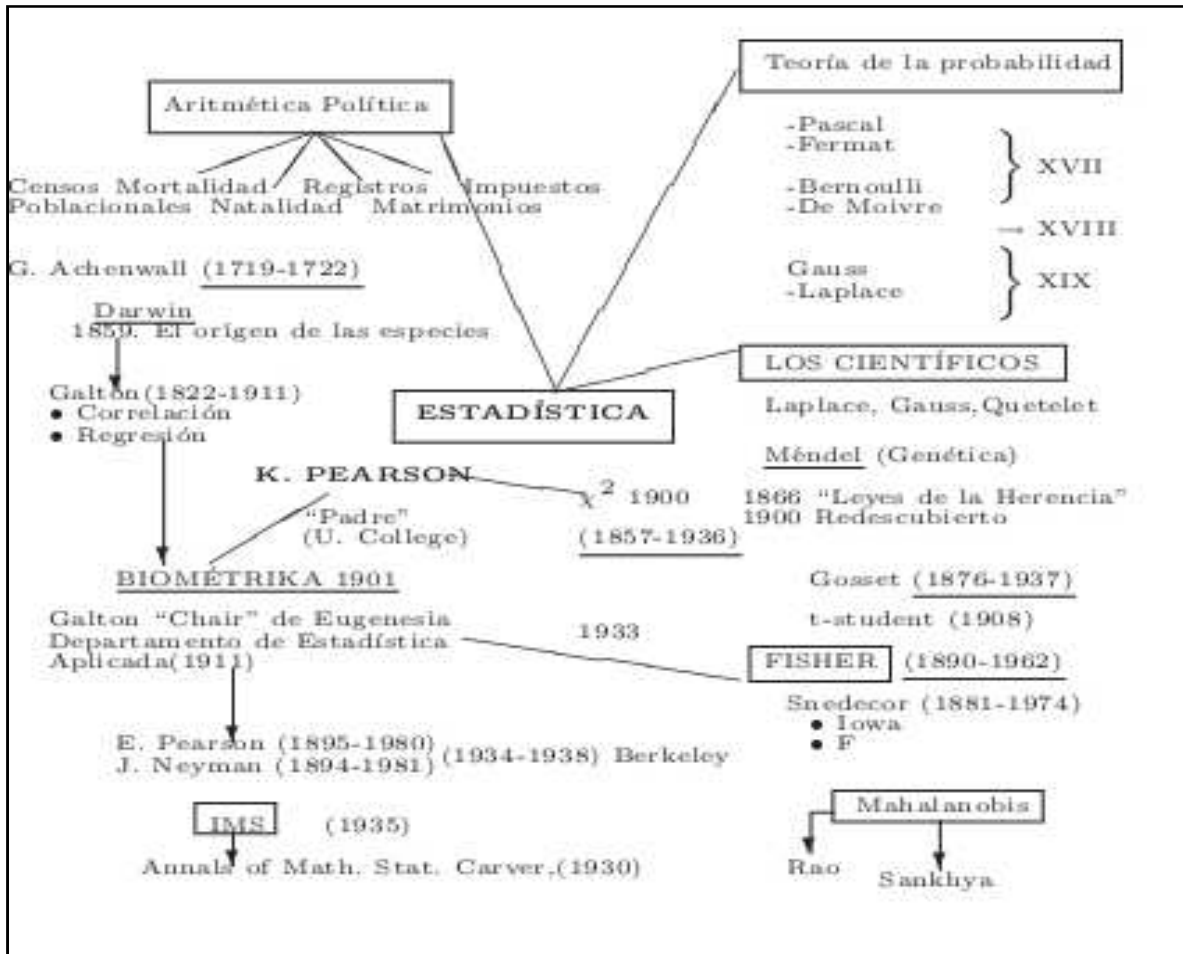 Aritmética Política
Censos Mortalidad Registros Impuestos
Poblacionales Natalidad Matrimonios
G. Achenwall (1719-1722)
Darwin
1859. El orígen de las especies
Galtón(1822-1911)
• Correlación
• Regresión
Teoría de la probabilidad
-Pascal
-Fermat
XVII
-Bernoulli
-De Moivre
→ XVIII
Gauss
-Laplace
XIX
ESTADÍSTICA
LOS CIENTÍFICOS
Laplace, Gauss,Quetelet
Méndel (Genética)
1866 “Leyes de la Herencia”
1900 Redescubierto
K. PEARSON
χ² 1900
“Padre”
(U. College)
(1857-1936)
BIOMÉTRIKA 1901
Galton “Chair” de Eugenesia
Departamento de Estadística
Aplicada(1911)
1933
Gosset (1876-1937)
t-student (1908)
FISHER (1890-1962)
Snedecor (1881-1974)
• Iowa
• F
E. Pearson (1895-1980)
J. Neyman (1894-1981)
(1934-1938) Berkeley
IMS (1935)
Annals of Math. Stat. Carver,(1930)
Mahalanobis
Rao
Sankhya